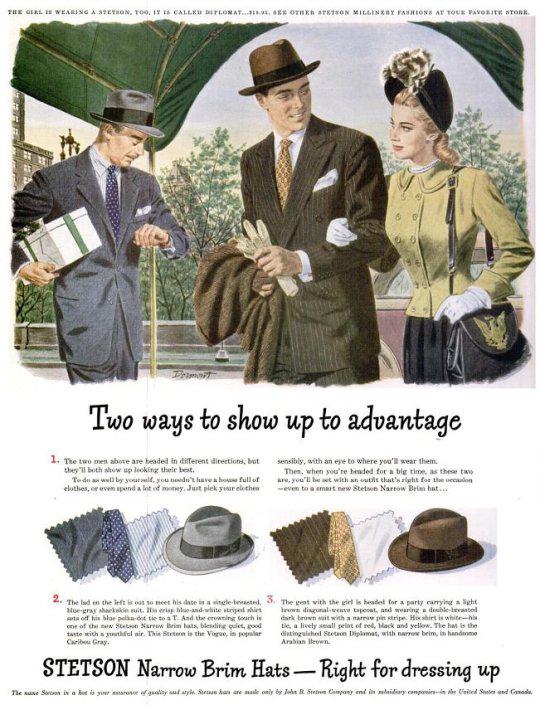 THE GIRL IS WEARING A STETSON, TOO. IT IS CALLED DIPLOMAT...$18.95. SEE OTHER STETSON MILLINERY FASHIONS AT YOUR FAVORITE STORE.
Dormont
Two ways to show up to advantage
1. The two men above are headed in different directions, but
they'll both show up looking their best.
To do as well by yourself, you needn't have a house full of
clothes, or even spend a lot of money. Just pick your clothes
sensibly, with an eye to where you'll wear them.
Then, when you're headed for a big time, as these two
are, you'll be set with an outfit that's right for the occasion
—even to a smart new Stetson Narrow Brim hat...
2. The lad on the left is out to meet his date in a single-breasted,
blue-gray sharkskin suit. His crisp blue-and-white striped shirt
sets off his blue polka-dot tie to a T. And the crowning touch is
one of the new Stetson Narrow Brim Hats, blending quiet, good
taste with a youthful air. This Stetson is the Vogue, in popular
Caribou Gray.
3. The gent with the girl is headed for a party carrying a light
brown diagonal-weave topcoat, and wearing a double-breasted
dark brown suit with a narrow pin stripe. His shirt is white—his
tie, a lively small print of red, black and yellow. The hat is the
distinguished Stetson Diplomat, with narrow brim, in handsome
Arabian Brown.
STETSON Narrow Brim Hats — Right for dressing up
The name Stetson in a hat is your assurance of quality and style. Stetson hats are made only by John B. Stetson Company and its subsidiary companies—in the United States and Canada.